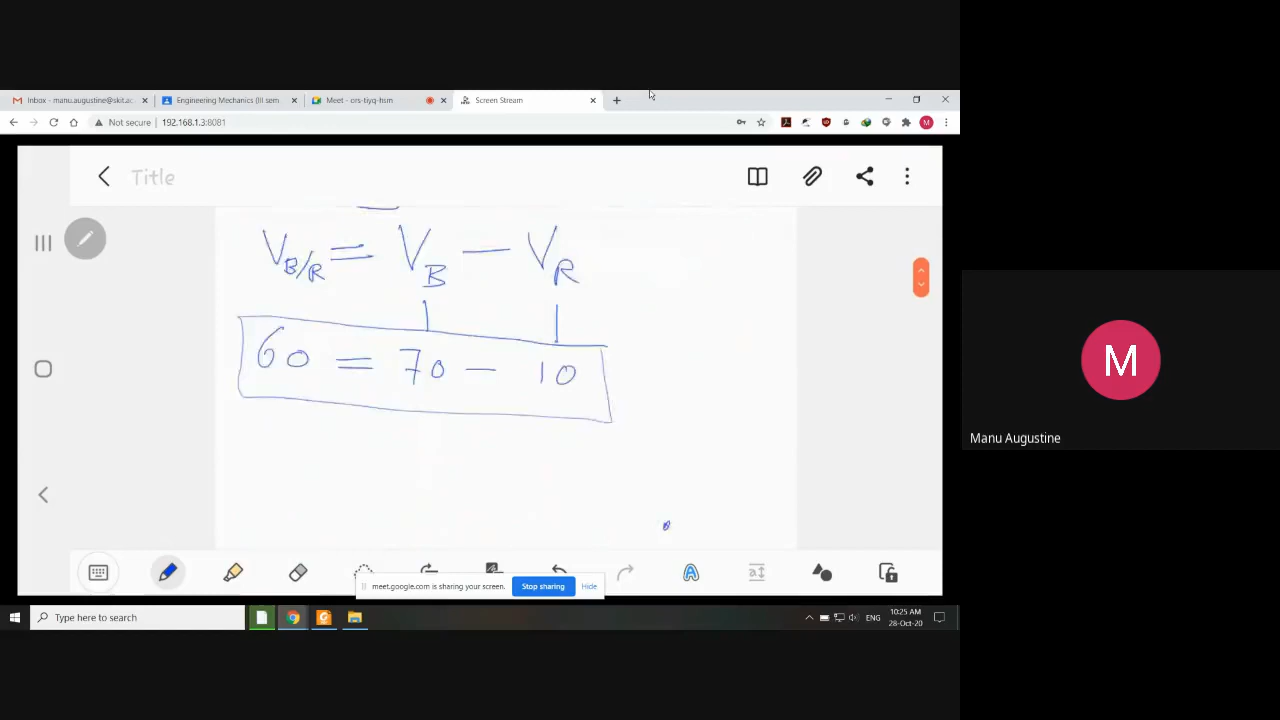 Inbox - manu.augustine@skit.ac
Engineering Mechanics (III sem
Meet - ors-tiyq-hsm
Screen Stream
Not secure 192.168.1.3:8081
M
Title
V_{B/R} = V_B - V_R
60 = 70 - 10
M
Manu Augustine
meet.google.com is sharing your screen. Stop sharing Hide
Type here to search
ENG
10:25 AM
28-Oct-20